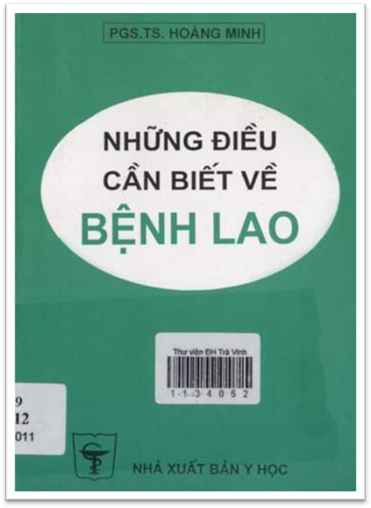 PGS.TS. HOÀNG MINH
NHỮNG ĐIỀU
CẦN BIẾT VỀ
BỆNH LAO
Thư viện ĐH Trà Vinh
1-1-34052
9
12
011
NHÀ XUẤT BẢN Y HỌC